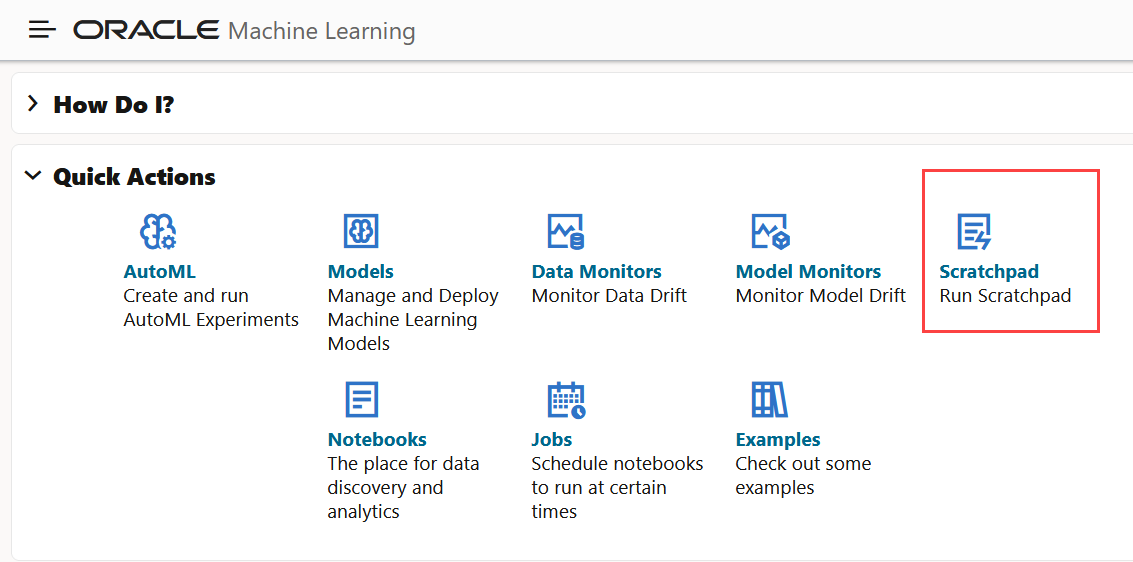 ORACLE Machine Learning
How Do I?
Quick Actions
AutoML
Create and run
AutoML Experiments
Models
Manage and Deploy
Machine Learning
Models
Data Monitors
Monitor Data Drift
Model Monitors
Monitor Model Drift
Scratchpad
Run Scratchpad
Notebooks
The place for data
discovery and
analytics
Jobs
Schedule notebooks
to run at certain
times
Examples
Check out some
examples